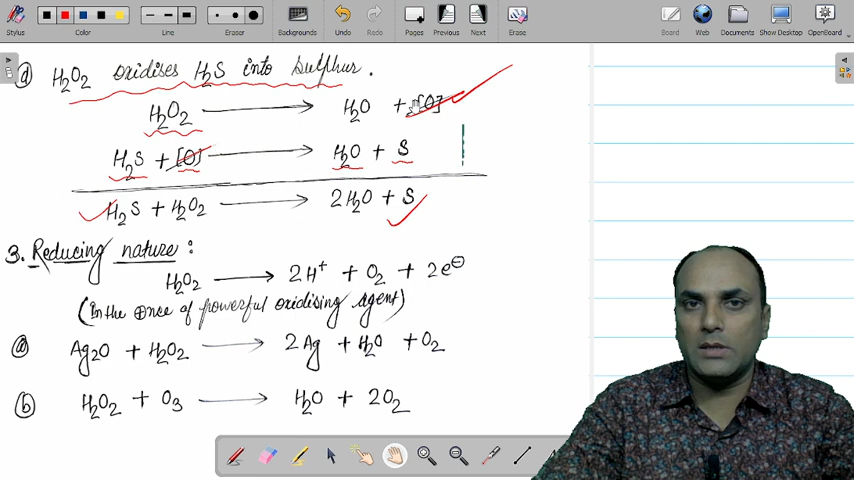 Stylus Color Line Eraser Backgrounds Undo Redo Pages Previous Next Erase Board Web Show Desktop OpenBoard
ⓓ H2O2 oxidises H2S into Sulphur.
H2O2 ⟶ H2O + [O]
H2S + [O] ⟶ H2O + S
H2S + H2O2 ⟶ 2H2O + S
3. Reducing nature:
H2O2 ⟶ 2H⁺ + O2 + 2e⊖
(In the ⊕nce of powerful oxidising agent)
ⓐ Ag2O + H2O2 ⟶ 2Ag + H2O + O2
ⓑ H2O2 + O3 ⟶ H2O + 2O2